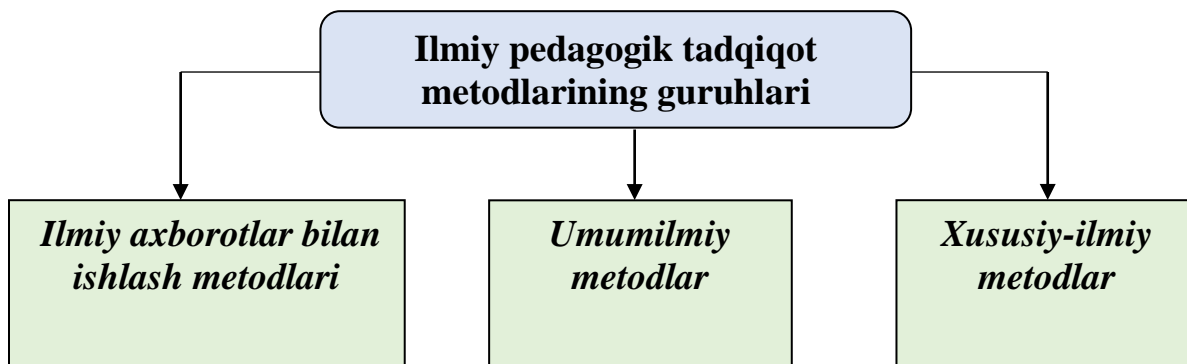 Ilmiy pedagogik tadqiqot
metodlarining guruhlari
Ilmiy axborotlar bilan
ishlash metodlari
Umumilmiy
metodlar
Xususiy-ilmiy
metodlar